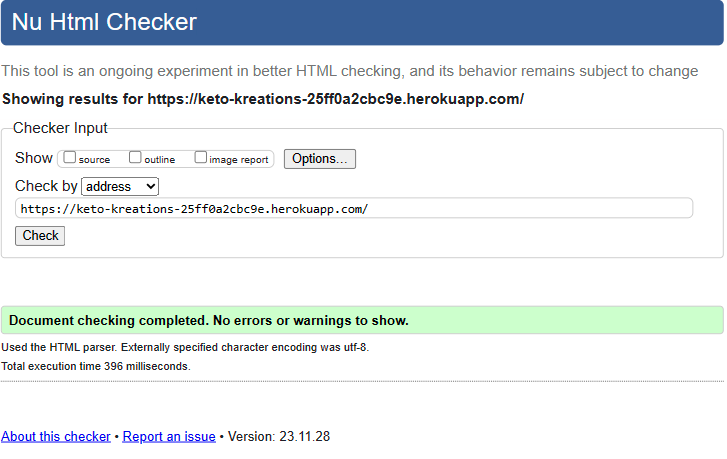 Nu Html Checker
This tool is an ongoing experiment in better HTML checking, and its behavior remains subject to change
Showing results for https://keto-kreations-25ff0a2cbc9e.herokuapp.com/
Checker Input
Show source outline image report Options...
Check by address
https://keto-kreations-25ff0a2cbc9e.herokuapp.com/
Check
Document checking completed. No errors or warnings to show.
Used the HTML parser. Externally specified character encoding was utf-8.
Total execution time 396 milliseconds.
About this checker • Report an issue • Version: 23.11.28